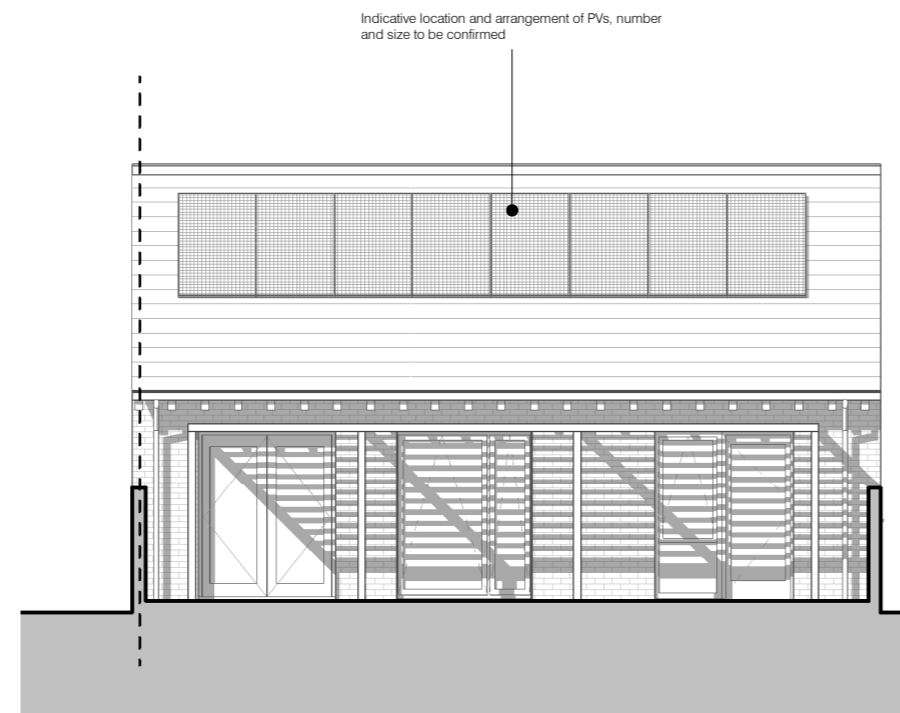 Indicative location and arrangement of PVs, number
and size to be confirmed